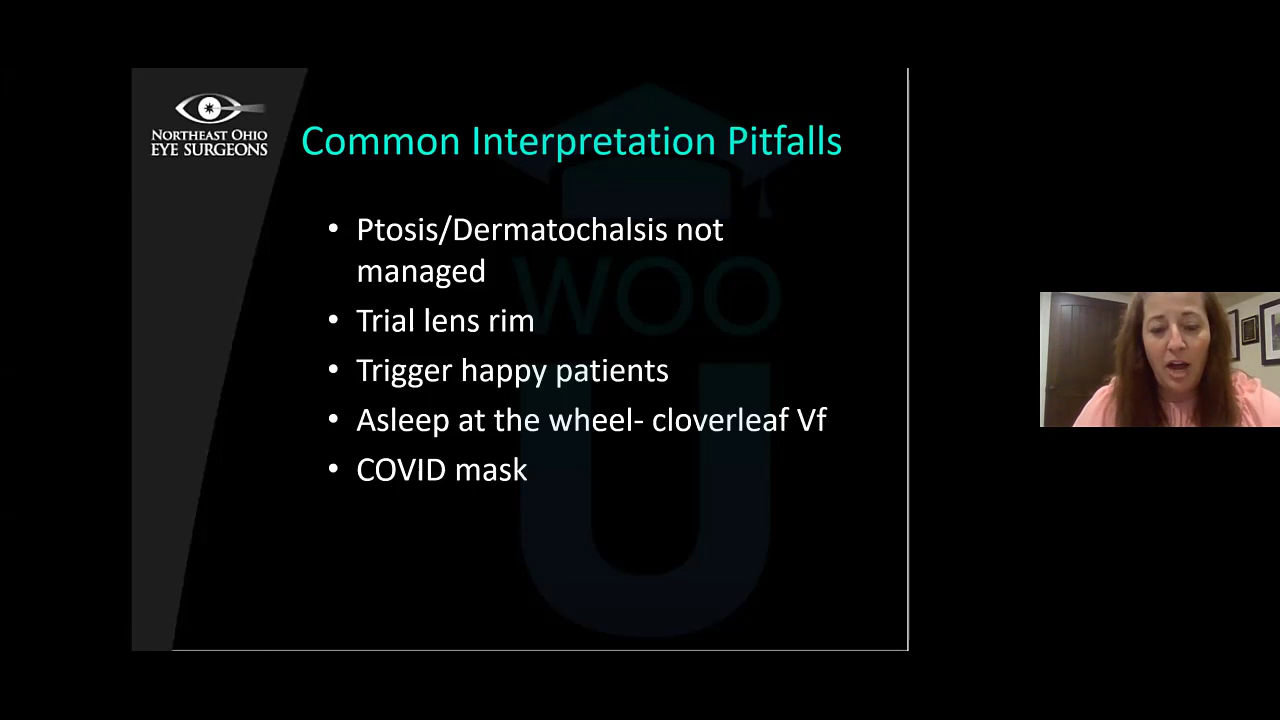 NORTHEAST OHIO
EYE SURGEONS
Common Interpretation Pitfalls
• Ptosis/Dermatochalsis not
managed
• Trial lens rim
• Trigger happy patients
• Asleep at the wheel- cloverleaf Vf
• COVID mask
WOO
U